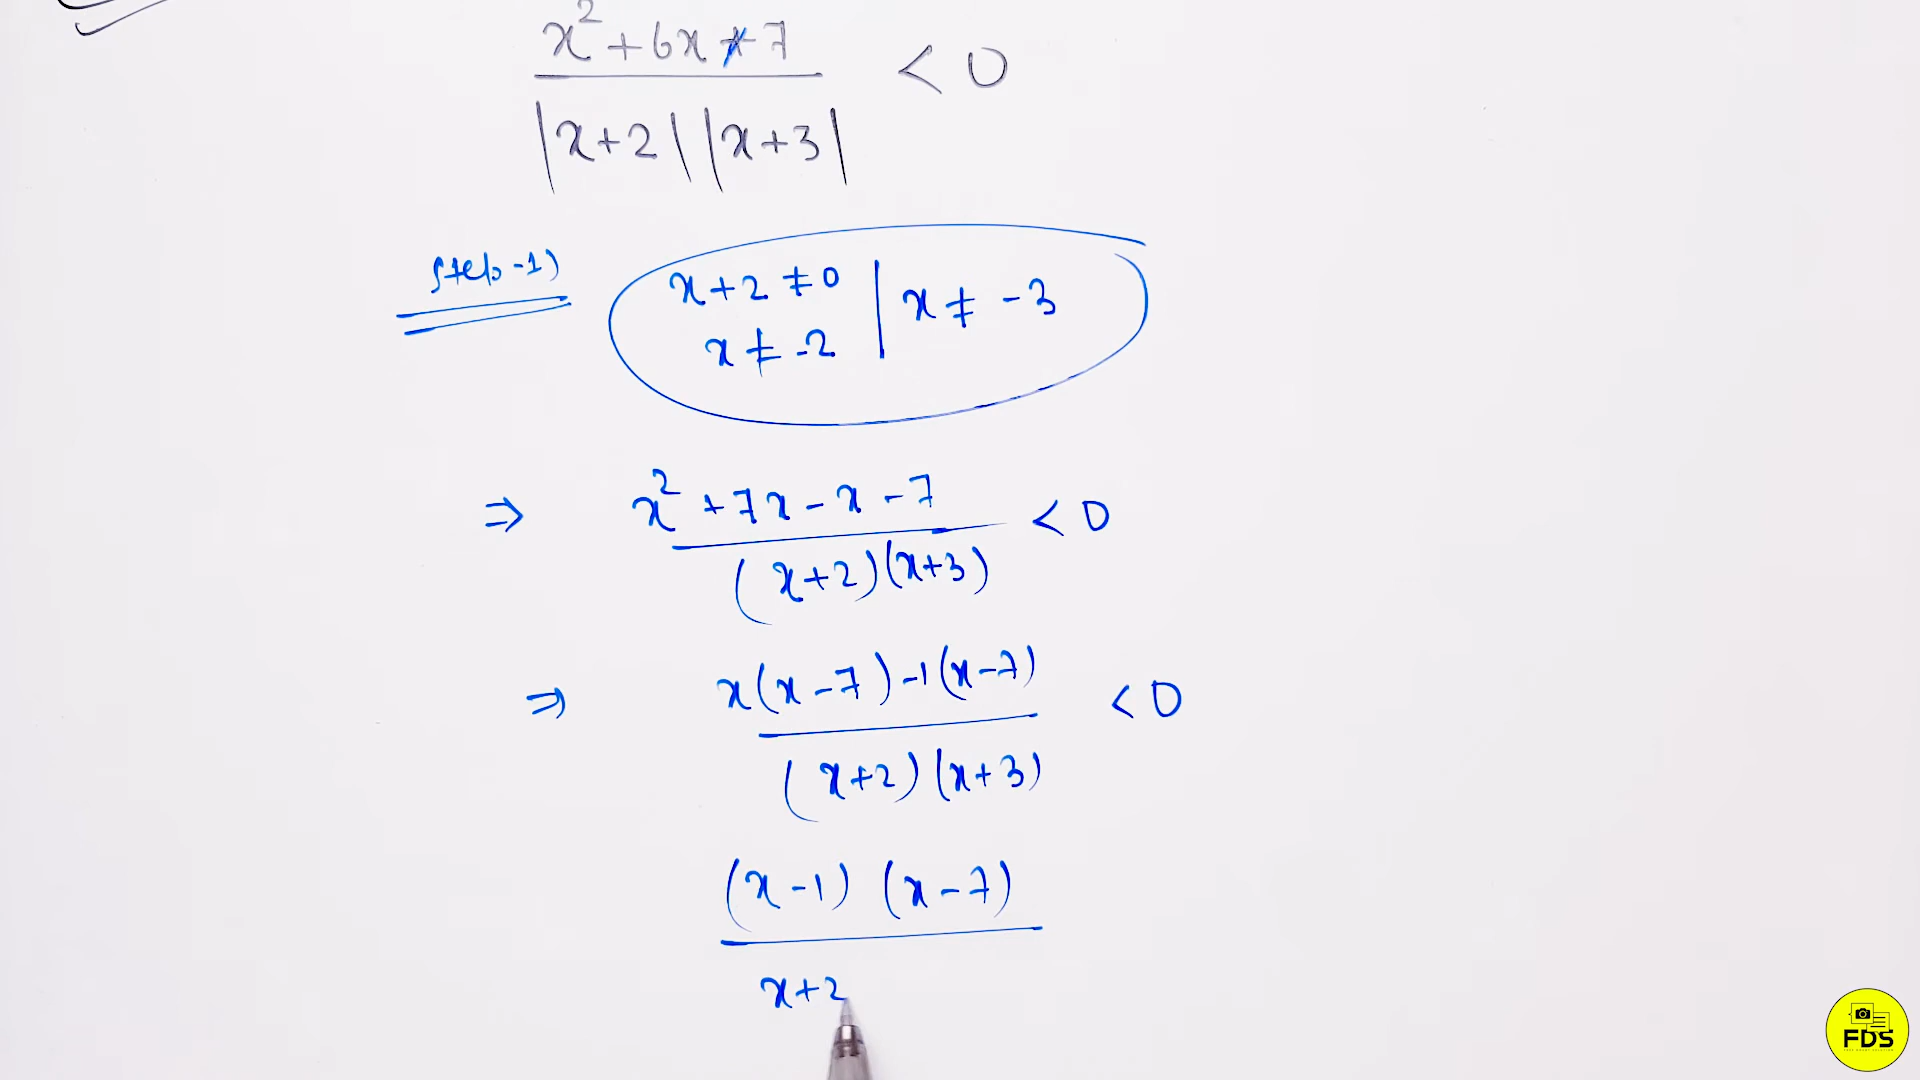 x² + 6x - 7
< 0
|x+2| |x+3|
Step-1)
x+2 ≠ 0 | x ≠ -3
x ≠ -2
⇒ x² + 7x - x - 7 < 0
(x+2)(x+3)
⇒ x(x-7) -1(x-7) < 0
(x+2)(x+3)
(x-1) (x-7)
x+2
FDS